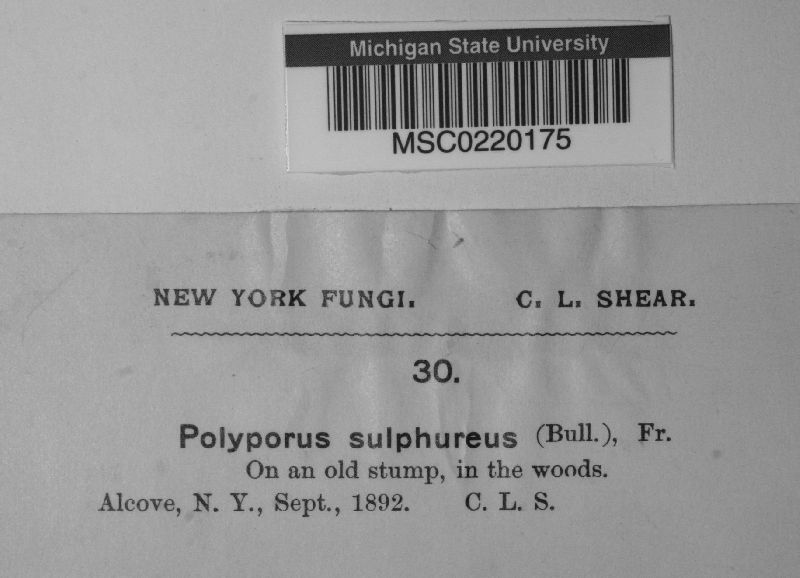 Michigan State University
MSC0220175
NEW YORK FUNGI. C. L. SHEAR.
30.
Polyporus sulphureus (Bull.), Fr.
On an old stump, in the woods.
Alcove, N. Y., Sept., 1892. C. L. S.